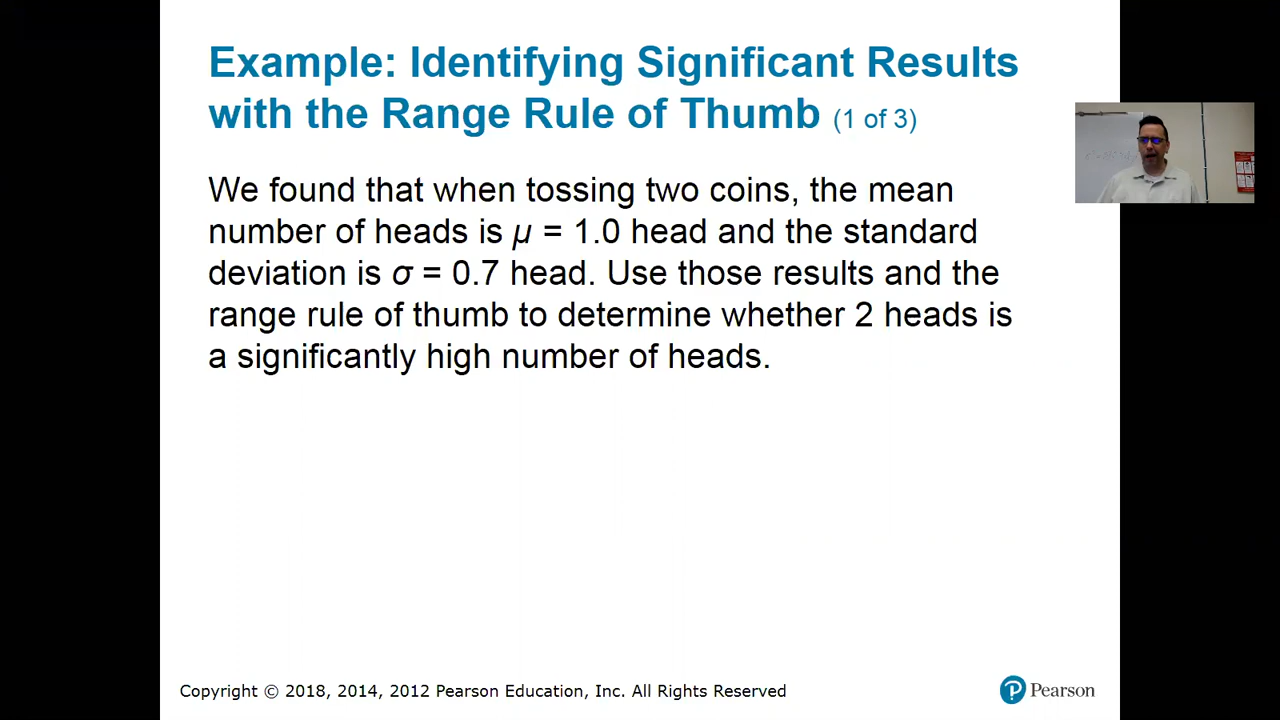 Example: Identifying Significant Results
with the Range Rule of Thumb (1 of 3)
We found that when tossing two coins, the mean
number of heads is μ = 1.0 head and the standard
deviation is σ = 0.7 head. Use those results and the
range rule of thumb to determine whether 2 heads is
a significantly high number of heads.
Copyright © 2018, 2014, 2012 Pearson Education, Inc. All Rights Reserved
Pearson